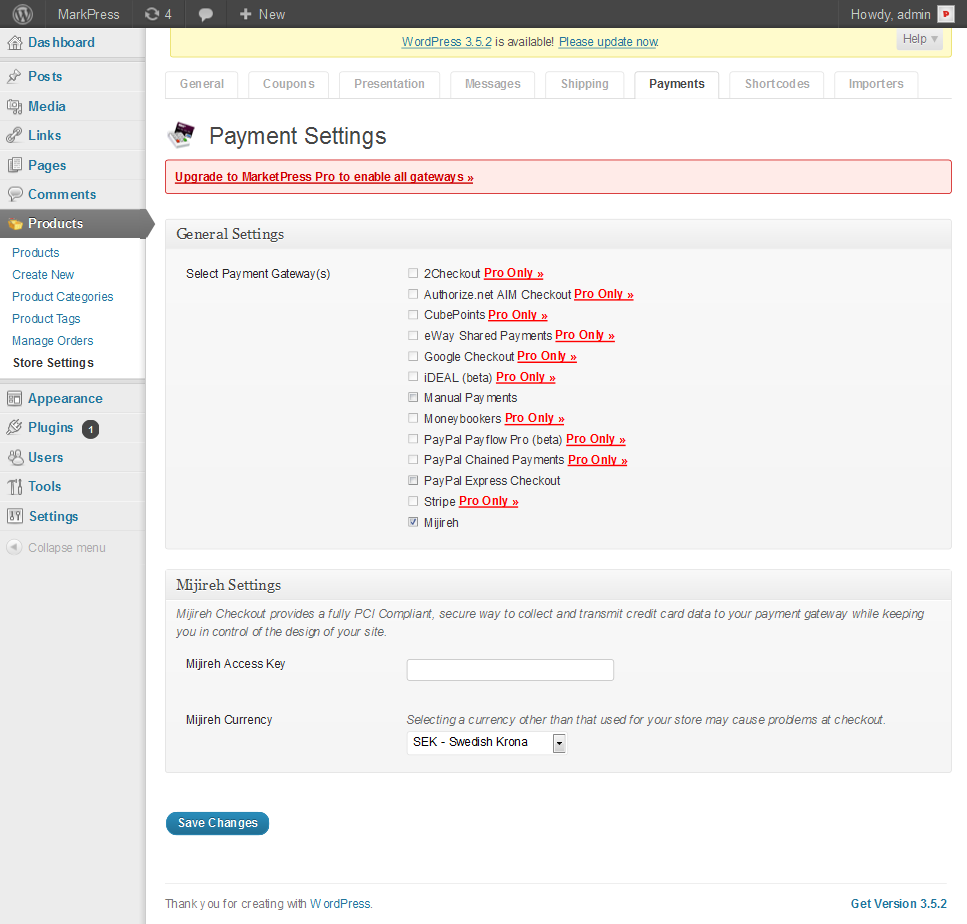 MarkPress 4 + New Howdy, admin
WordPress 3.5.2 is available! Please update now.
Help
Dashboard
Posts
Media
Links
Pages
Comments
Products
Products
Create New
Product Categories
Product Tags
Manage Orders
Store Settings
Appearance
Plugins 1
Users
Tools
Settings
Collapse menu
General Coupons Presentation Messages Shipping Payments Shortcodes Importers
Payment Settings
Upgrade to MarketPress Pro to enable all gateways »
General Settings
Select Payment Gateway(s)
2Checkout Pro Only »
Authorize.net AIM Checkout Pro Only »
CubePoints Pro Only »
eWay Shared Payments Pro Only »
Google Checkout Pro Only »
iDEAL (beta) Pro Only »
Manual Payments
Moneybookers Pro Only »
PayPal Payflow Pro (beta) Pro Only »
PayPal Chained Payments Pro Only »
PayPal Express Checkout
Stripe Pro Only »
Mijireh
Mijireh Settings
Mijireh Checkout provides a fully PCI Compliant, secure way to collect and transmit credit card data to your payment gateway while keeping
you in control of the design of your site.
Mijireh Access Key
Mijireh Currency
Selecting a currency other than that used for your store may cause problems at checkout.
SEK - Swedish Krona
Save Changes
Thank you for creating with WordPress. Get Version 3.5.2